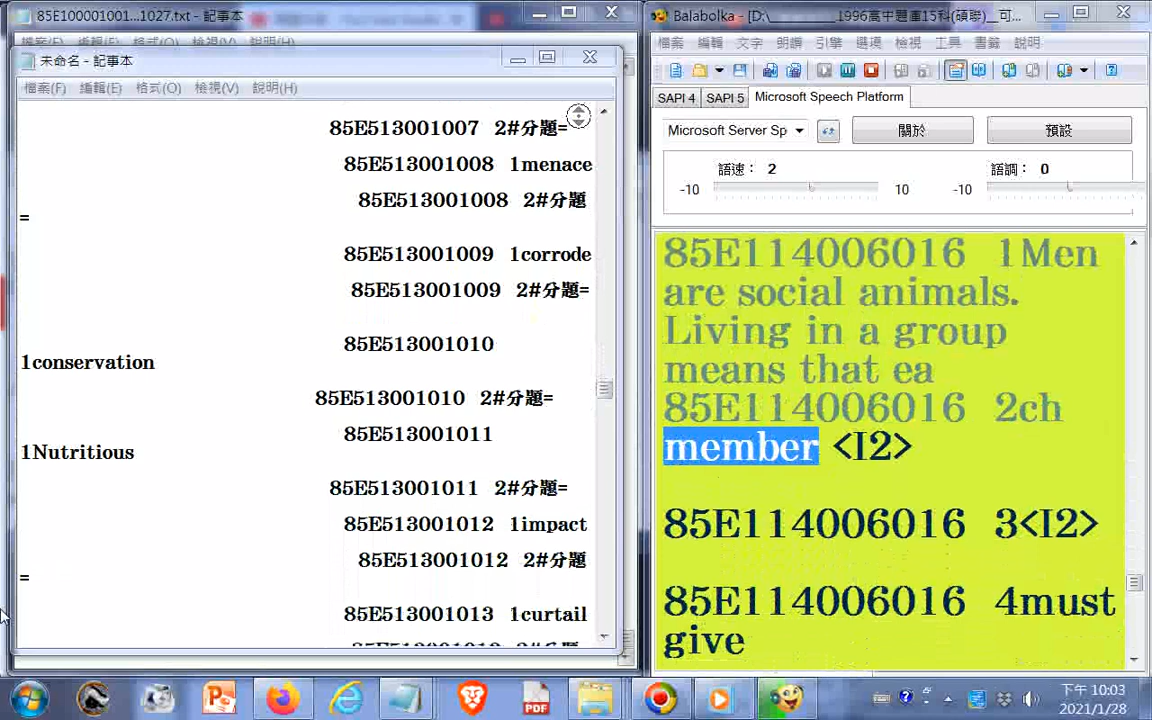 85E100001001...1027.txt - 記事本
未命名 - 記事本
檔案(F) 編輯(E) 格式(O) 檢視(V) 說明(H)
85E513001007 2#分題=
85E513001008 1menace
85E513001008 2#分題
=
85E513001009 1corrode
85E513001009 2#分題=
85E513001010
1conservation
85E513001010 2#分題=
85E513001011
1Nutritious
85E513001011 2#分題=
85E513001012 1impact
85E513001012 2#分題
=
85E513001013 1curtail
Balabolka - [D:\ 1996高中題庫15科(碩聯)_可...
檔案 編輯 文字 朗讀 引擎 選項 檢視 工具 書籤 說明
SAPI 4 SAPI 5 Microsoft Speech Platform
Microsoft Server Sp 關於 預設
語速： 2 語調： 0
-10 10 -10
85E114006016 1Men
are social animals.
Living in a group
means that ea
85E114006016 2ch
member <I2>
85E114006016 3<I2>
85E114006016 4must
give
PDF
下午 10:03
2021/1/28